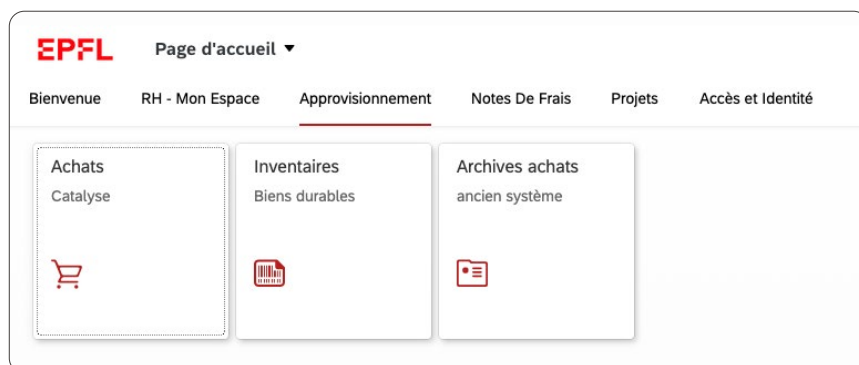 EPFL Page d'accueil
Bienvenue RH - Mon Espace Approvisionnement Notes De Frais Projets Accès et Identité
Achats
Catalyse
Inventaires
Biens durables
Archives achats
ancien système